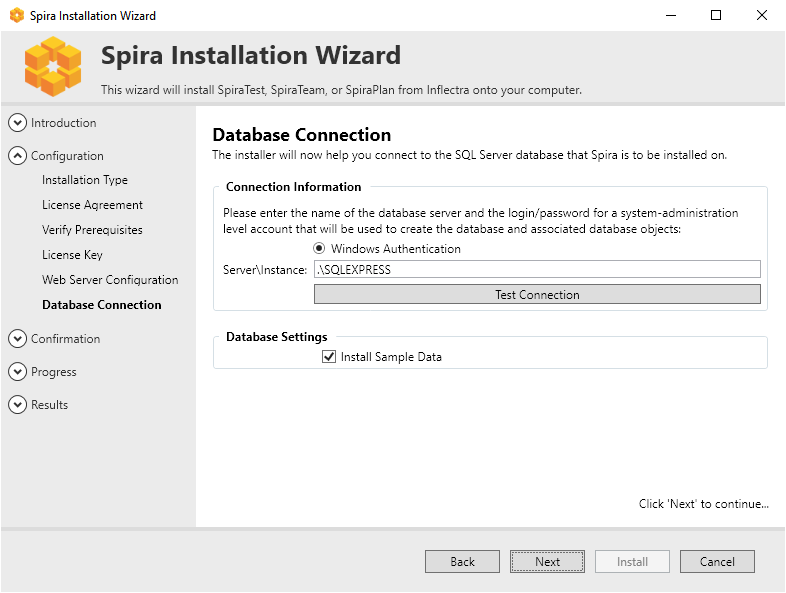 Spira Installation Wizard
Spira Installation Wizard
This wizard will install SpiraTest, SpiraTeam, or SpiraPlan from Inflectra onto your computer.
Introduction
Configuration
Installation Type
License Agreement
Verify Prerequisites
License Key
Web Server Configuration
Database Connection
Confirmation
Progress
Results
Database Connection
The installer will now help you connect to the SQL Server database that Spira is to be installed on.
Connection Information
Please enter the name of the database server and the login/password for a system-administration
level account that will be used to create the database and associated database objects:
Windows Authentication
Server\Instance: .\SQLEXPRESS
Test Connection
Database Settings
Install Sample Data
Click 'Next' to continue...
Back Next Install Cancel